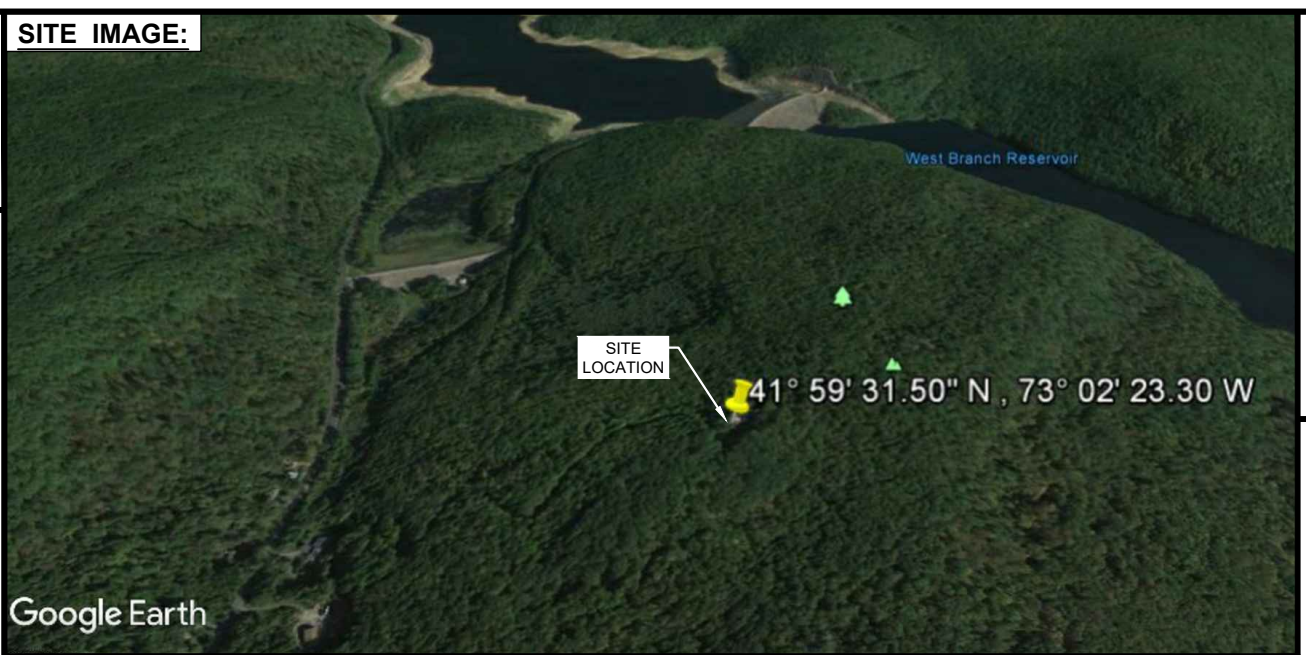 SITE IMAGE:
West Branch Reservoir
SITE
LOCATION
41° 59' 31.50" N , 73° 02' 23.30 W
Google Earth